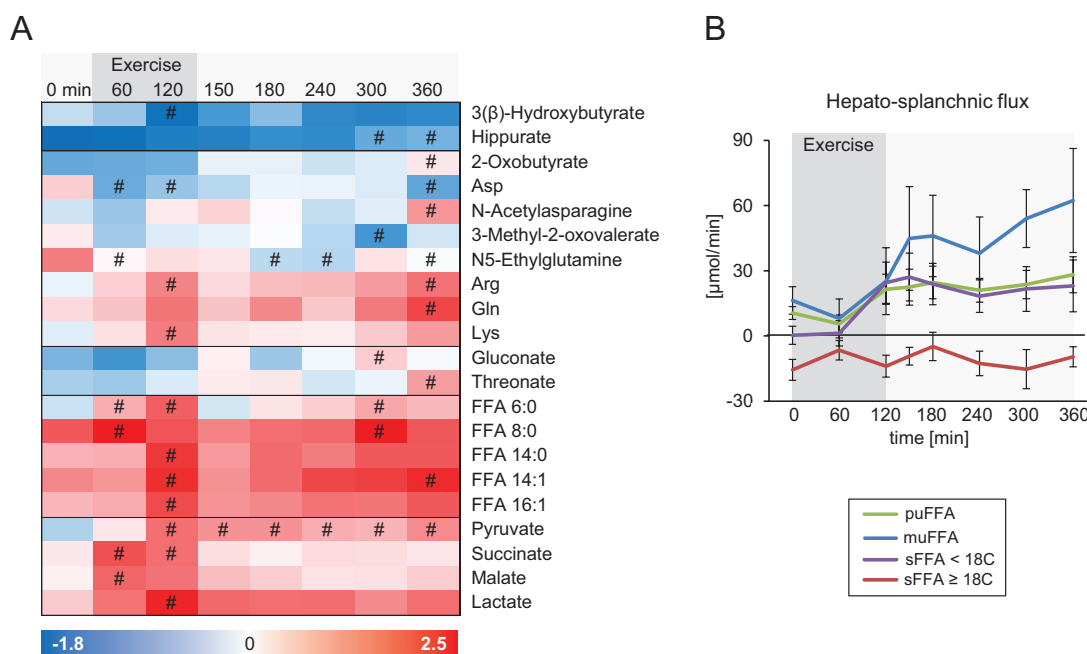 A
Exercise
0 min 60 120 150 180 240 300 360
# 3(β)-Hydroxybutyrate
# # Hippurate
# 2-Oxobutyrate
# # # Asp
# N-Acetylasparagine
# 3-Methyl-2-oxovalerate
# # # # N5-Ethylglutamine
# # Arg
# Gln
# Lys
# Gluconate
# Threonate
# # # FFA 6:0
# # FFA 8:0
# FFA 14:0
# # FFA 14:1
# FFA 16:1
# # # # # # Pyruvate
# # Succinate
# Malate
# Lactate
-1.8 0 2.5
B
Hepato-splanchnic flux
Exercise
[µmol/min]
90
60
30
0
-30
0 60 120 180 240 300 360
time [min]
puFFA
muFFA
sFFA < 18C
sFFA ≥ 18C